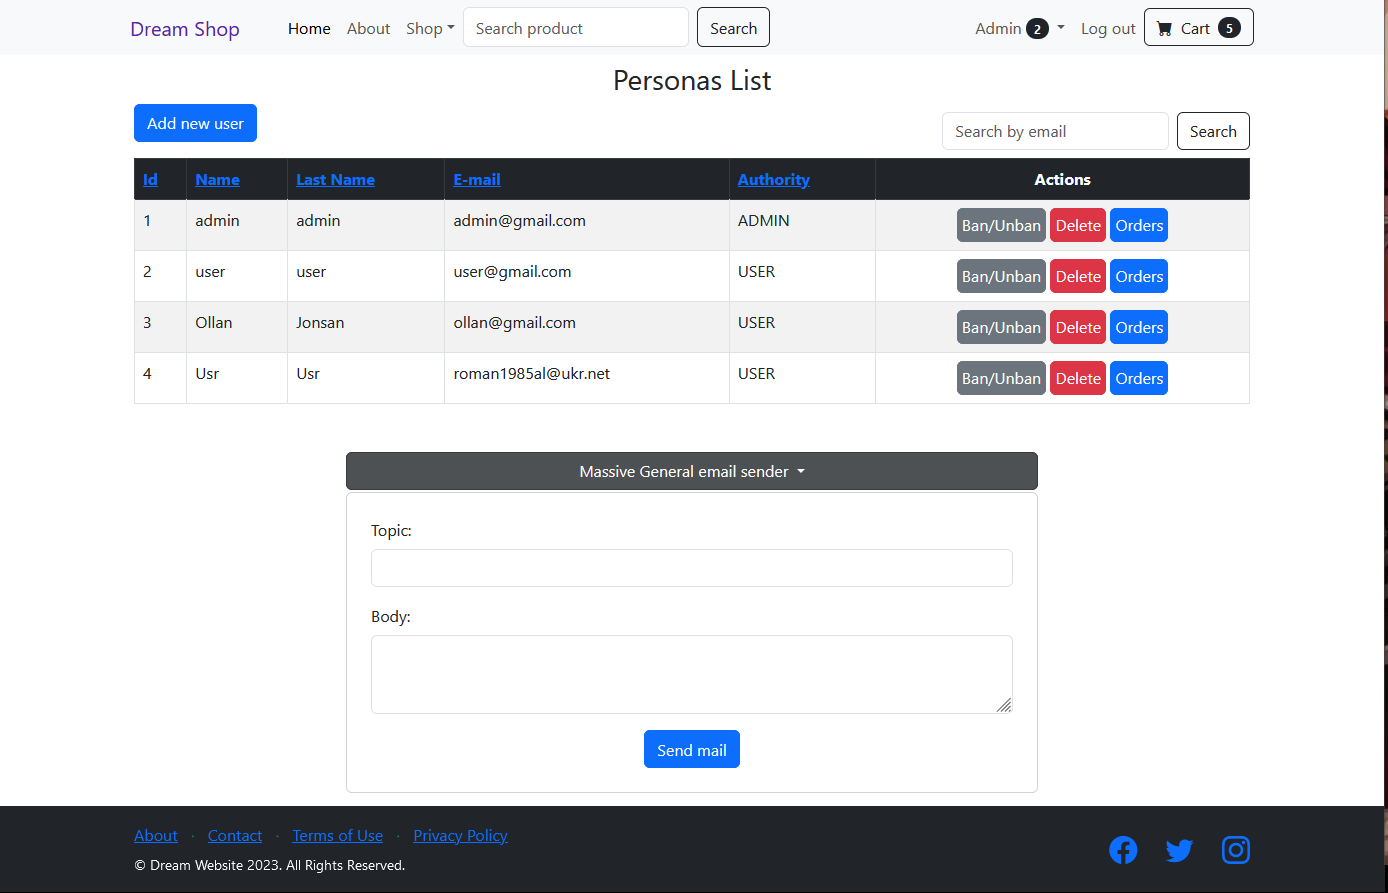 Dream Shop Home About Shop Search product Search Admin 2 Log out Cart 5
Personas List
Add new user Search by email Search
Id Name Last Name E-mail Authority Actions
1 admin admin admin@gmail.com ADMIN Ban/Unban Delete Orders
2 user user user@gmail.com USER Ban/Unban Delete Orders
3 Ollan Jonsan ollan@gmail.com USER Ban/Unban Delete Orders
4 Usr Usr roman1985al@ukr.net USER Ban/Unban Delete Orders
Massive General email sender
Topic:
Body:
Send mail
About · Contact · Terms of Use · Privacy Policy
© Dream Website 2023. All Rights Reserved.